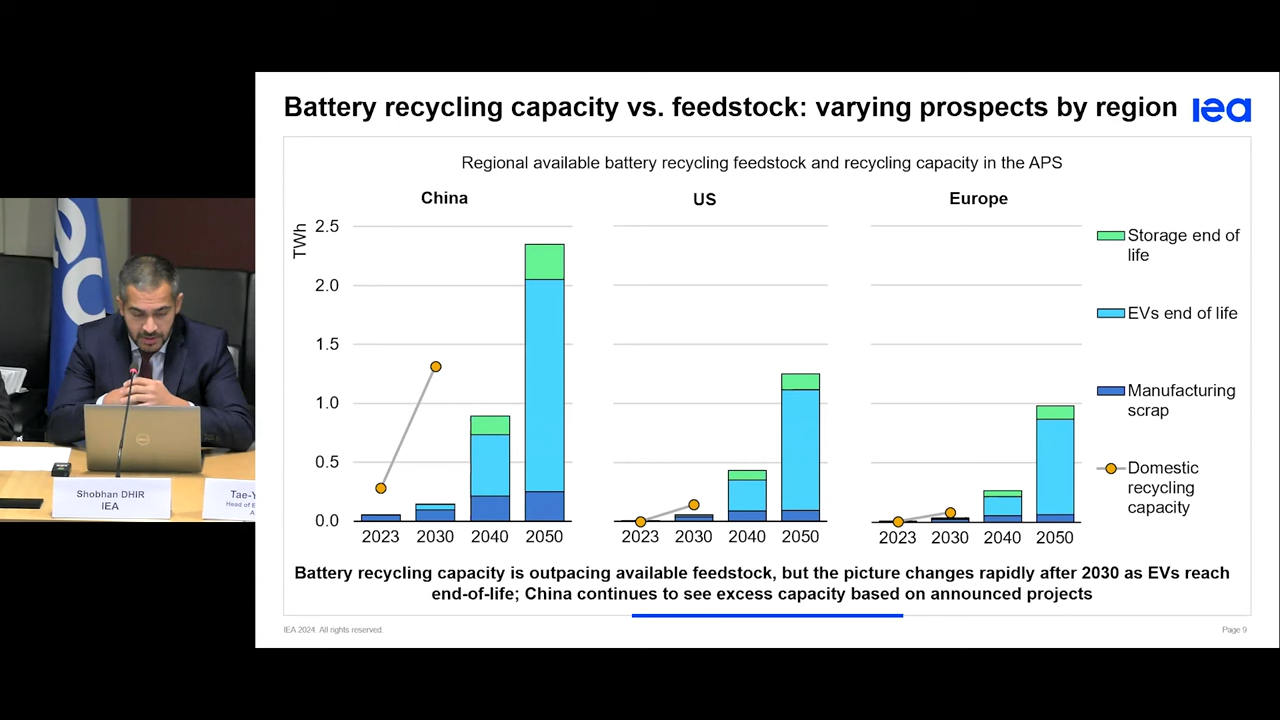 Battery recycling capacity vs. feedstock: varying prospects by region
iea
Regional available battery recycling feedstock and recycling capacity in the APS
China
US
Europe
TWh
2.5
2.0
1.5
1.0
0.5
0.0
2023 2030 2040 2050
2023 2030 2040 2050
2023 2030 2040 2050
Storage end of
life
EVs end of life
Manufacturing
scrap
Domestic
recycling
capacity
Battery recycling capacity is outpacing available feedstock, but the picture changes rapidly after 2030 as EVs reach
end-of-life; China continues to see excess capacity based on announced projects
IEA 2024. All rights reserved.
Page 9
Shobhan DHIR
IEA
Tae-Y
Head of E
A
DELL